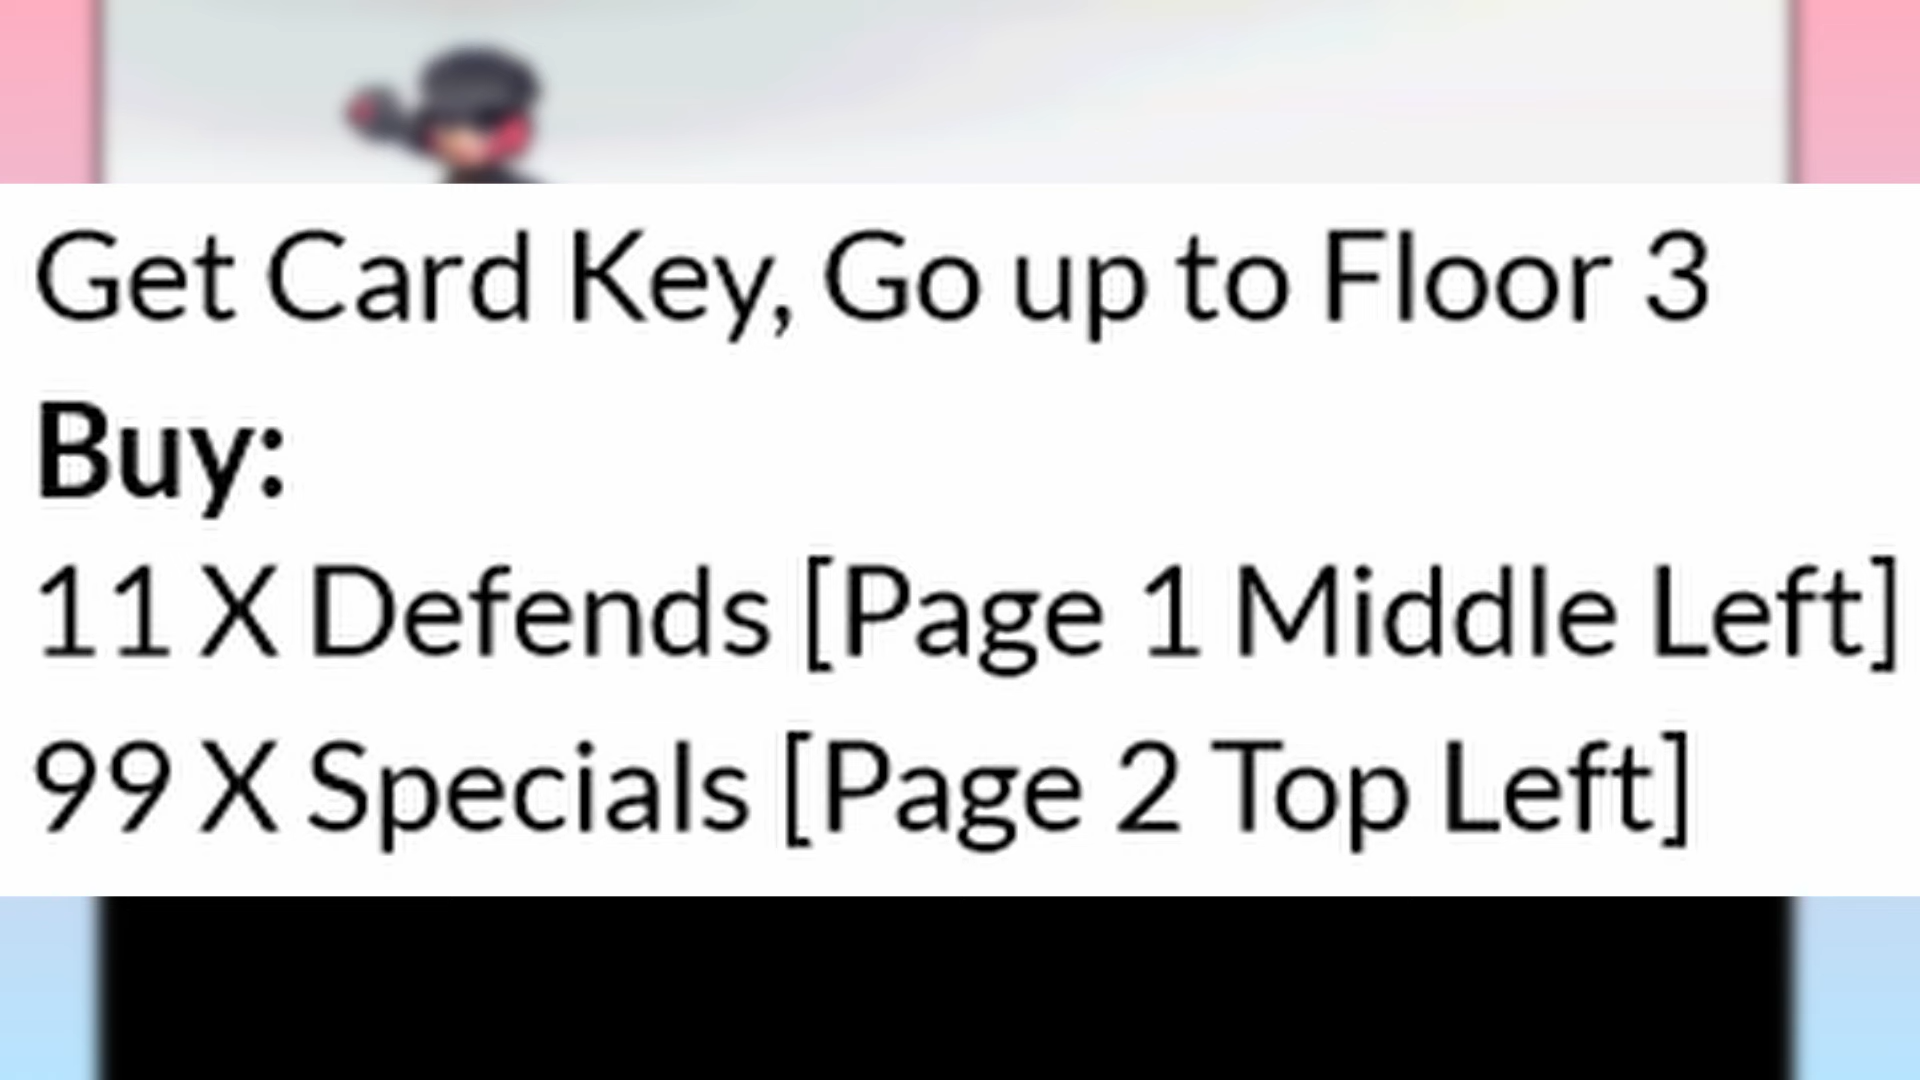 Get Card Key, Go up to Floor 3
Buy:
11 X Defends [Page 1 Middle Left]
99 X Specials [Page 2 Top Left]